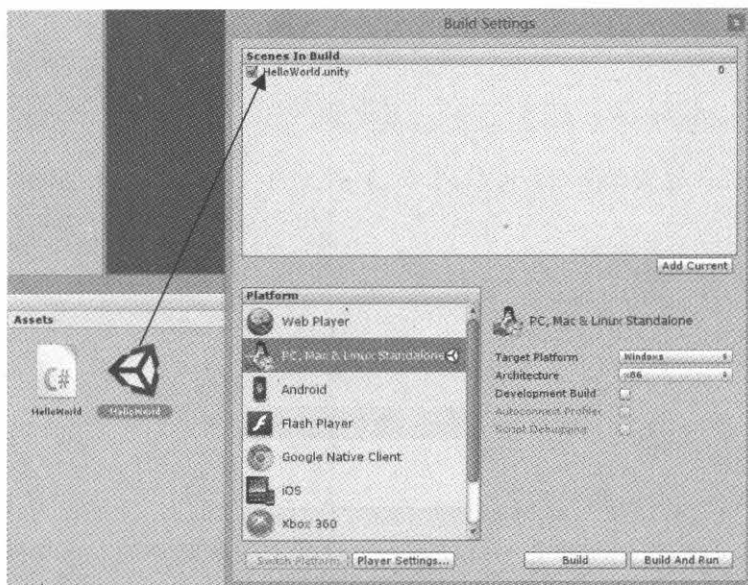 Build Settings
Scenes In Build
HelloWorld.unity 0
Add Current
Assets
C#
HelloWorld
HelloWorld
Platform
Web Player
PC, Mac & Linux Standalone
Android
Flash Player
Google Native Client
iOS
Xbox 360
PC, Mac & Linux Standalone
Target Platform Windows
Architecture x86
Development Build
Autoconnect Profiler
Script Debugging
Switch Platform
Player Settings...
Build
Build And Run